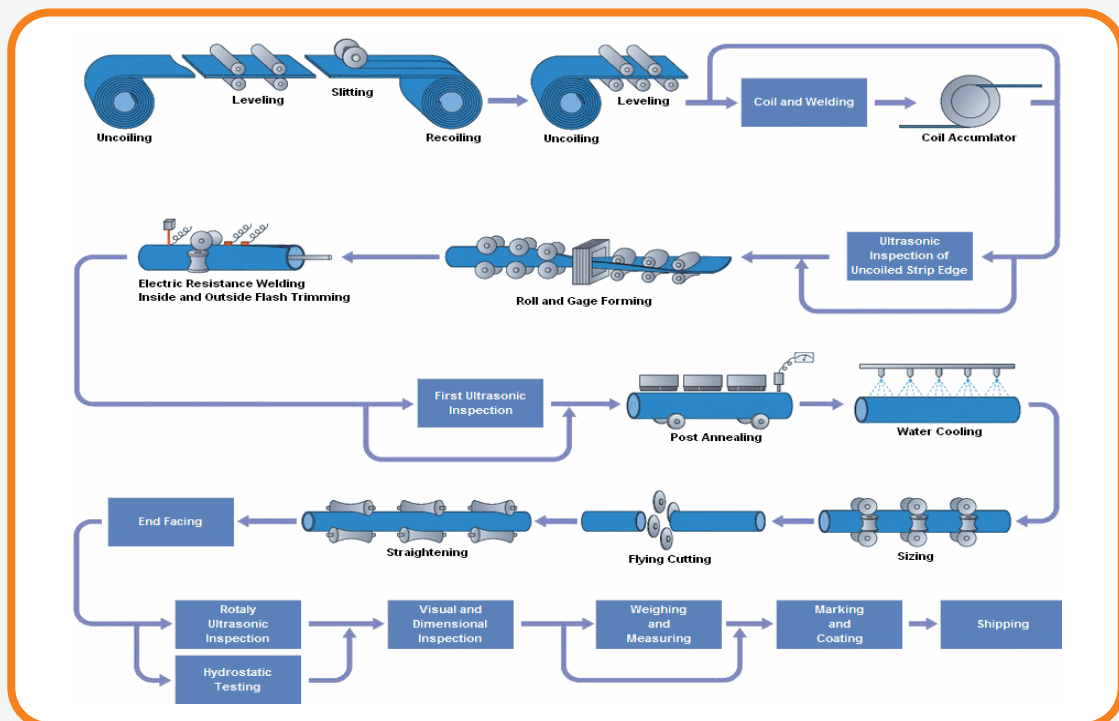 Uncoiling
Leveling
Slitting
Recoiling
Uncoiling
Leveling
Coil and Welding
Coil Accumlator
Ultrasonic
Inspection of
Uncoiled Strip Edge
Roll and Gage Forming
Electric Resistance Welding
Inside and Outside Flash Trimming
First Ultrasonic
Inspection
Post Annealing
Water Cooling
Sizing
Flying Cutting
Straightening
End Facing
Rotaly
Ultrasonic
Inspection
Hydrostatic
Testing
Visual and
Dimensional
Inspection
Weighing
and
Measuring
Marking
and
Coating
Shipping